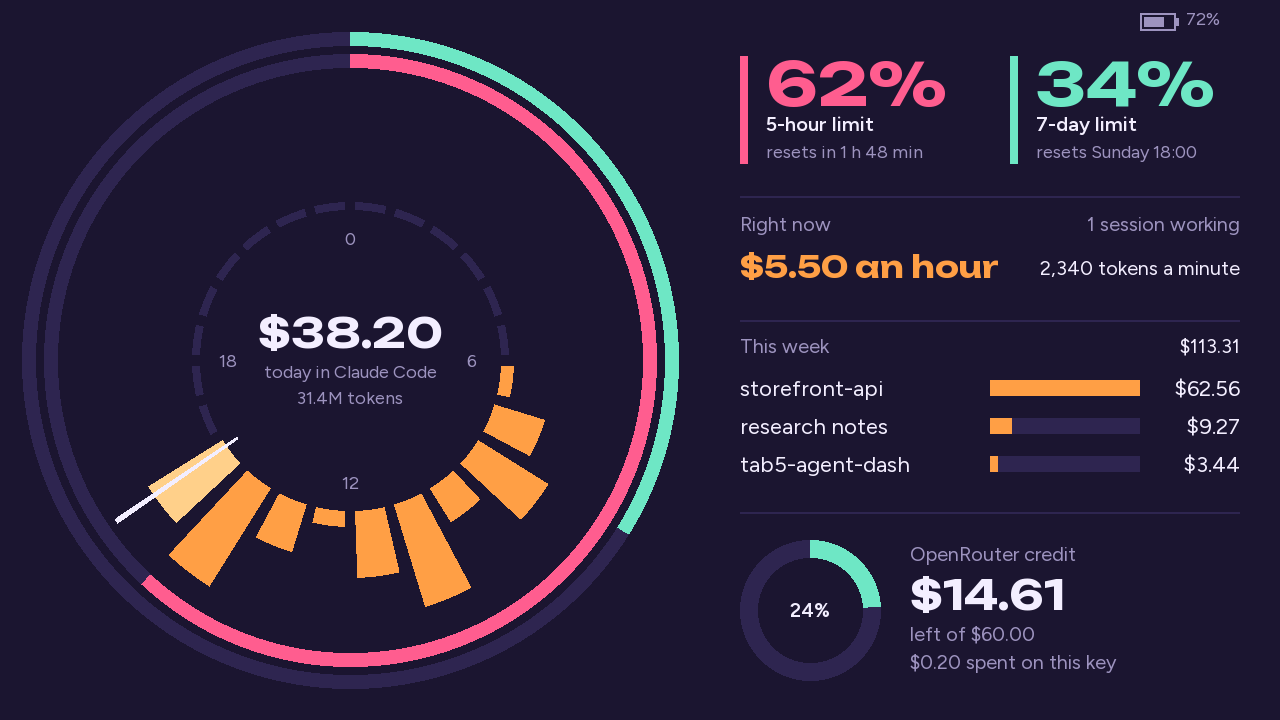 72%
62%
5-hour limit
resets in 1 h 48 min
34%
7-day limit
resets Sunday 18:00
0
6
12
18
$38.20
today in Claude Code
31.4M tokens
Right now
1 session working
$5.50 an hour
2,340 tokens a minute
This week
$113.31
storefront-api
$62.56
research notes
$9.27
tab5-agent-dash
$3.44
24%
OpenRouter credit
$14.61
left of $60.00
$0.20 spent on this key